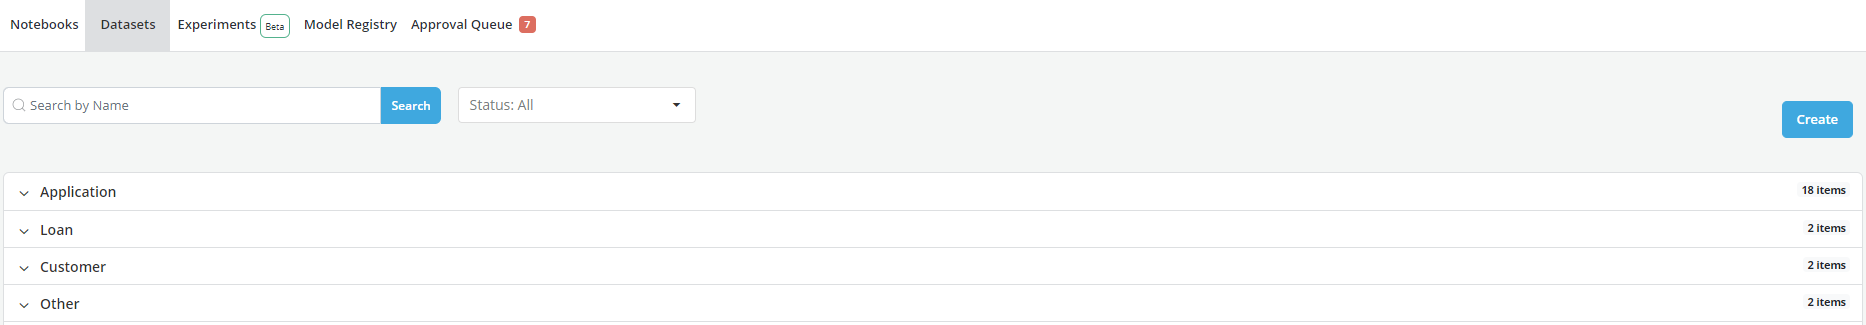 Notebooks Datasets Experiments Beta Model Registry Approval Queue 7
Search by Name Search Status: All
Create
Application 18 items
Loan 2 items
Customer 2 items
Other 2 items